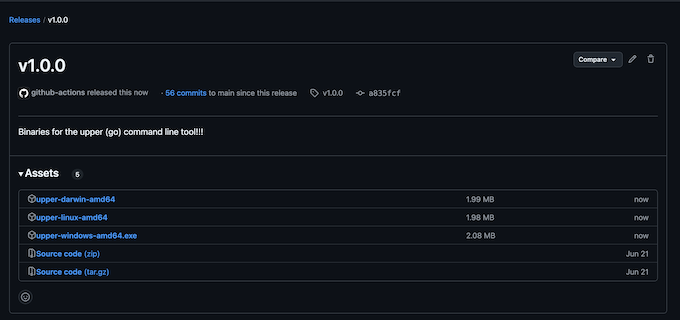 Releases / v1.0.0
v1.0.0
Compare
github-actions released this now · 56 commits to main since this release v1.0.0 a835fcf
Binaries for the upper (go) command line tool!!!
Assets 5
upper-darwin-amd64 1.99 MB now
upper-linux-amd64 1.98 MB now
upper-windows-amd64.exe 2.08 MB now
Source code (zip) Jun 21
Source code (tar.gz) Jun 21